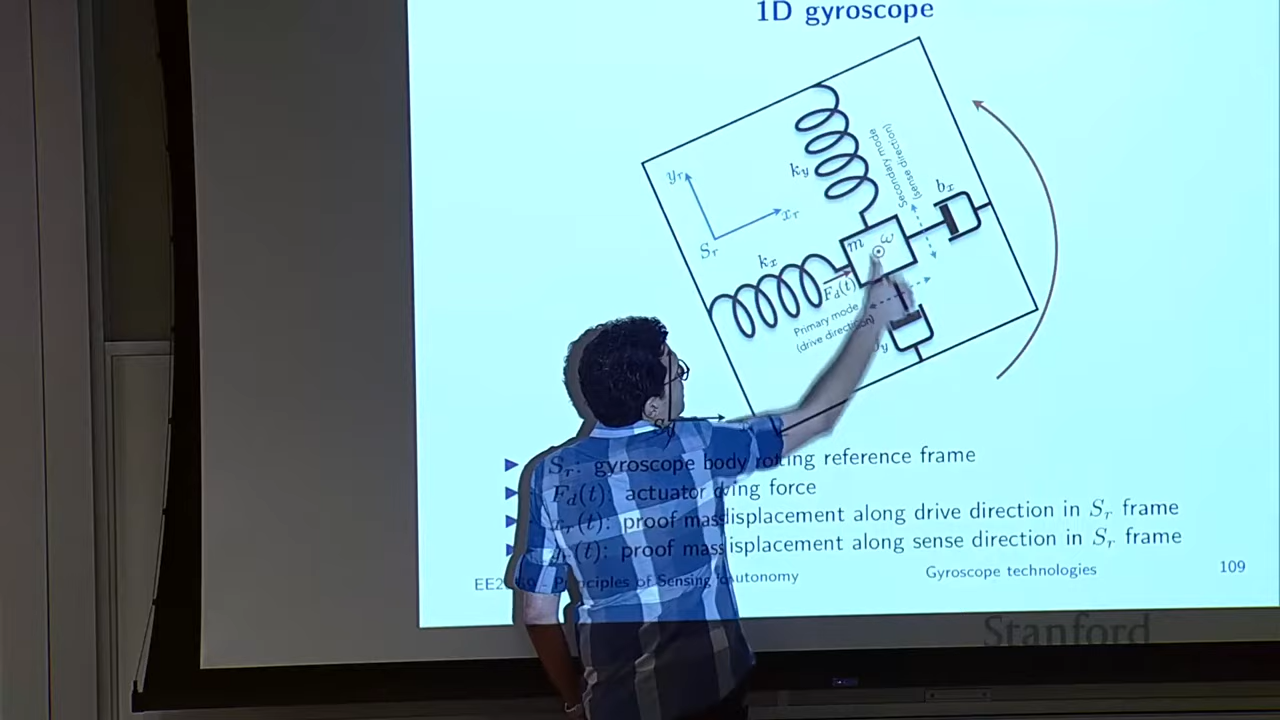 1D gyroscope
Secondary mode
(sense direction)
k_y
y_r
x_r
S_r
b_x
m
ω
k_x
F_d(t)
Primary mode
(drive direction)
y
S_r: gyroscope body reference frame
F_d(t): actuator force
(t): proof mass displacement along drive direction in S_r frame
(t): proof mass displacement along sense direction in S_r frame
Principles of Sensing
Gyroscope technologies
109
Stanford